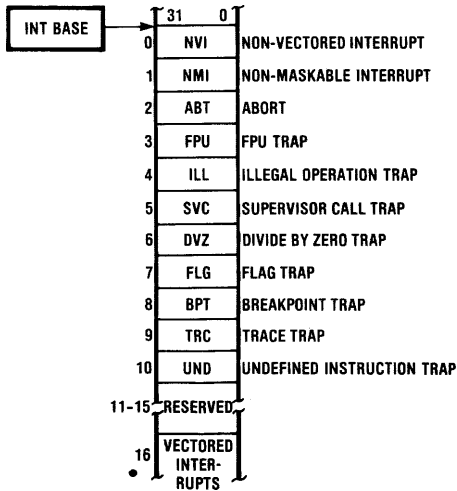 31 0
INT BASE
0 NVI NON-VECTORED INTERRUPT
1 NMI NON-MASKABLE INTERRUPT
2 ABT ABORT
3 FPU FPU TRAP
4 ILL ILLEGAL OPERATION TRAP
5 SVC SUPERVISOR CALL TRAP
6 DVZ DIVIDE BY ZERO TRAP
7 FLG FLAG TRAP
8 BPT BREAKPOINT TRAP
9 TRC TRACE TRAP
10 UND UNDEFINED INSTRUCTION TRAP
11-15 RESERVED
16 VECTORED
INTER-
RUPTS